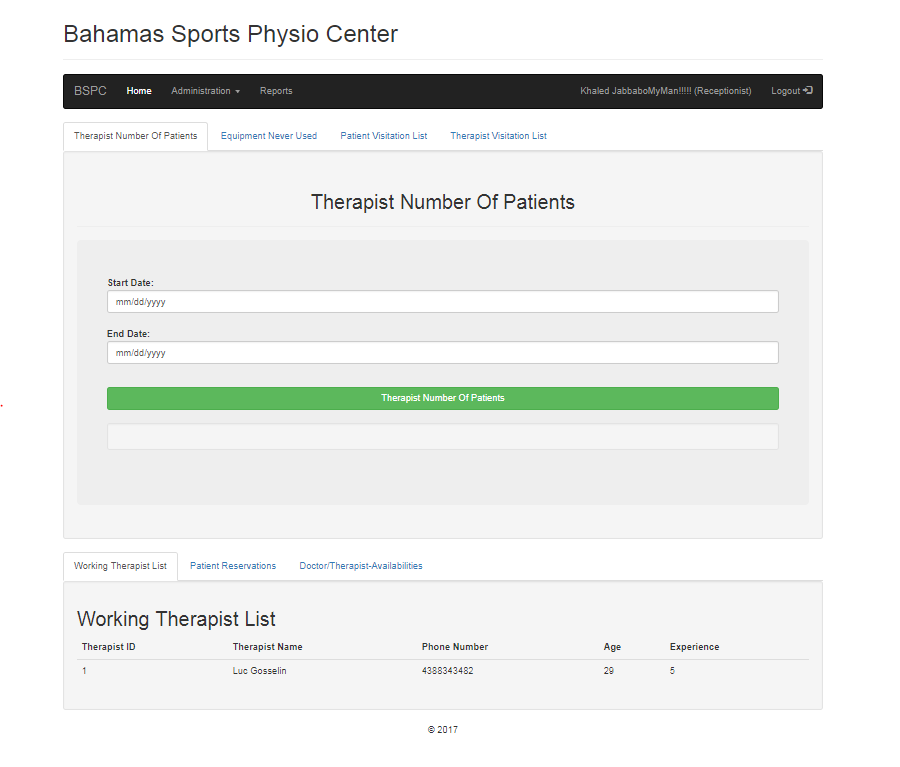 Bahamas Sports Physio Center
BSPC Home Administration Reports Khaled JabbaboMyMan!!!!! (Receptionist) Logout
Therapist Number Of Patients Equipment Never Used Patient Visitation List Therapist Visitation List
Therapist Number Of Patients
Start Date:
mm/dd/yyyy
End Date:
mm/dd/yyyy
Therapist Number Of Patients
Working Therapist List Patient Reservations Doctor/Therapist-Availabilities
Working Therapist List
Therapist ID Therapist Name Phone Number Age Experience
1 Luc Gosselin 4388343482 29 5
© 2017